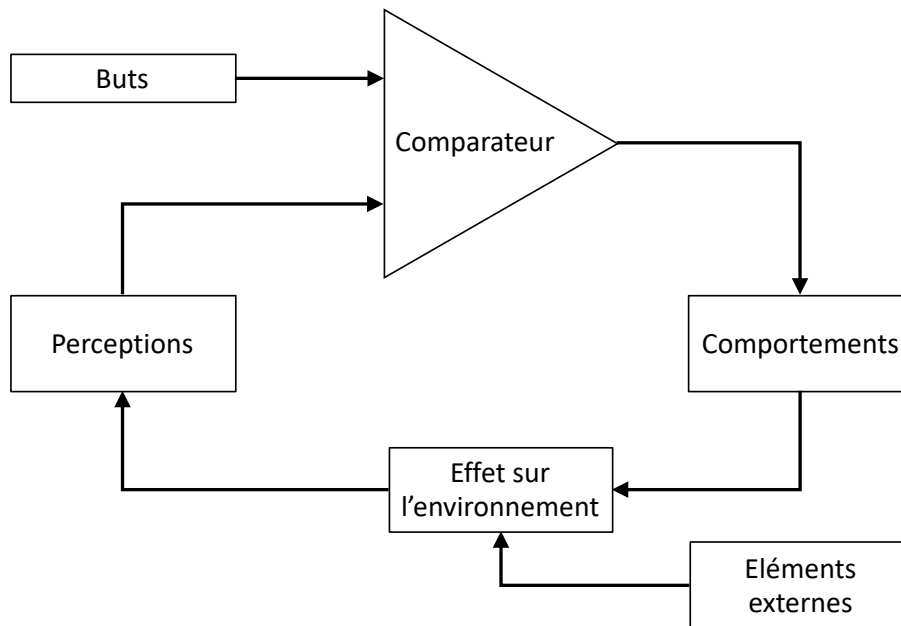 Buts
Comparateur
Perceptions
Comportements
Effet sur
l’environnement
Eléments
externes